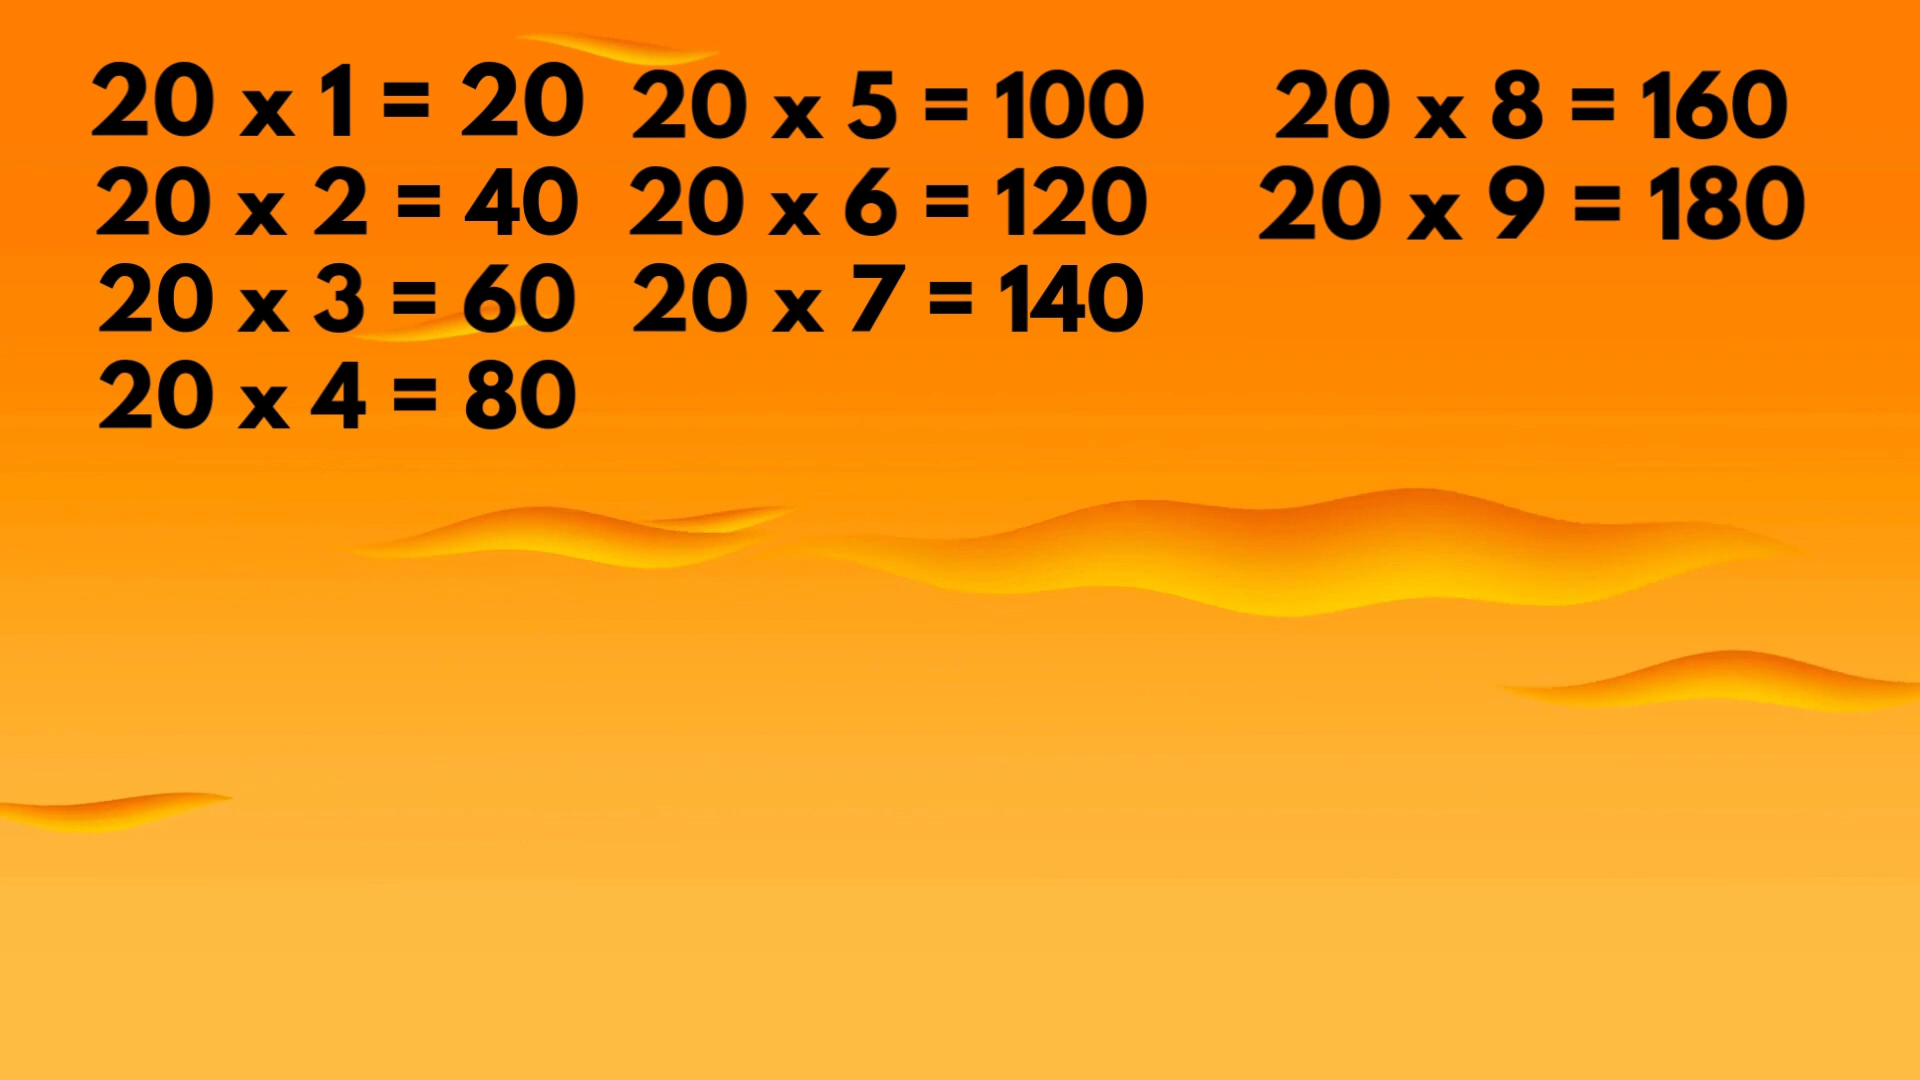 20 x 1 = 20
20 x 2 = 40
20 x 3 = 60
20 x 4 = 80
20 x 5 = 100
20 x 6 = 120
20 x 7 = 140
20 x 8 = 160
20 x 9 = 180